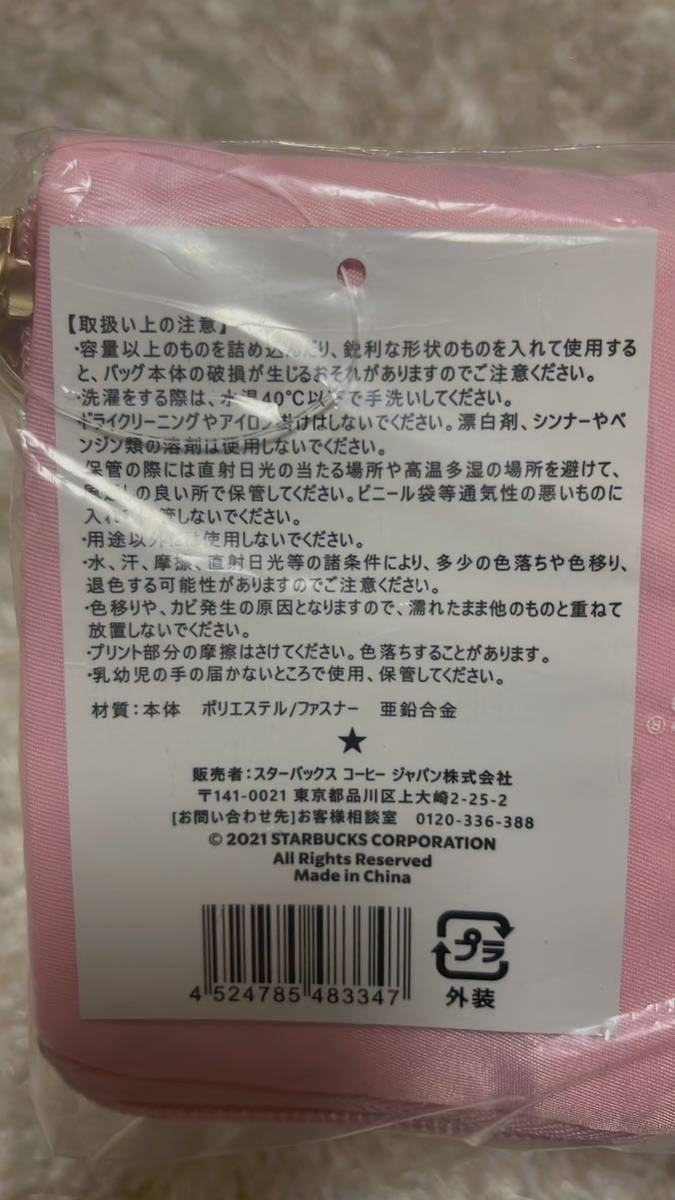 【取扱い上の注意】
・容量以上のものを詰め込んだり、鋭利な形状のものを入れて使用する
と、バッグ本体の破損が生じるおそれがありますのでご注意ください。
・洗濯をする際は、水温40℃以下で手洗いしてください。
ドライクリーニングやアイロン掛けはしないでください。漂白剤、シンナーやベ
ンジン類の溶剤は使用しないでください。
保管の際には直射日光の当たる場所や高温多湿の場所を避けて、
風通しの良い所で保管してください。ビニール袋等通気性の悪いものに
入れて保管しないでください。
・用途以外には使用しないでください。
・水、汗、摩擦、直射日光等の諸条件により、多少の色落ちや色移り、
退色する可能性がありますのでご注意ください。
・色移りや、カビ発生の原因となりますので、濡れたまま他のものと重ねて
放置しないでください。
・プリント部分の摩擦はさけてください。色落ちすることがあります。
・乳幼児の手の届かないところで使用、保管してください。
材質：本体 ポリエステル/ファスナー 亜鉛合金
★
販売者：スターバックス コーヒー ジャパン株式会社
〒141-0021 東京都品川区上大崎2-25-2
[お問い合わせ先]お客様相談室 0120-336-388
© 2021 STARBUCKS CORPORATION
All Rights Reserved
Made in China
4 524785 483347
プラ
外装
®